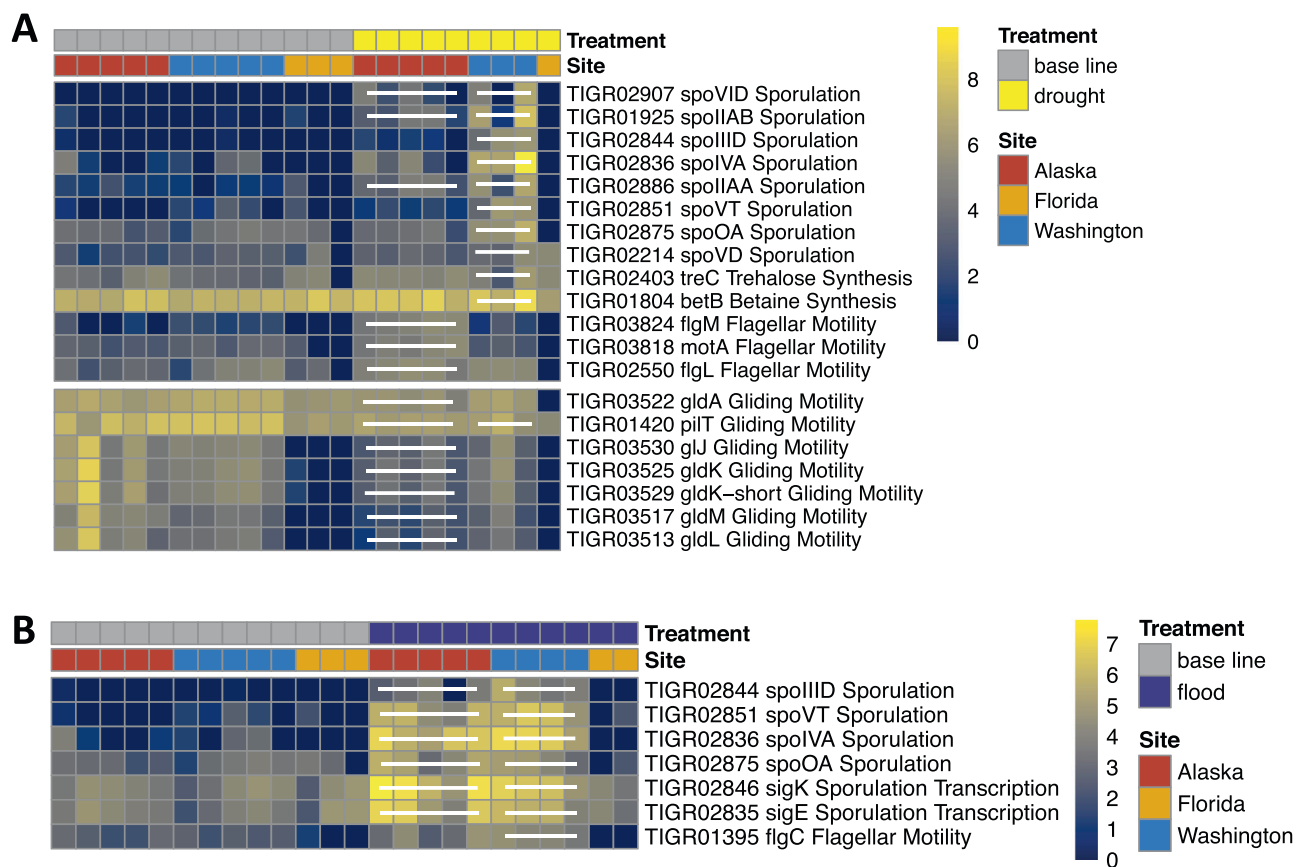 A
Treatment
Site
TIGR02907 spoVID Sporulation
TIGR01925 spoIIAB Sporulation
TIGR02844 spoIIID Sporulation
TIGR02836 spoIVA Sporulation
TIGR02886 spoIIAA Sporulation
TIGR02851 spoVT Sporulation
TIGR02875 spoOA Sporulation
TIGR02214 spoVD Sporulation
TIGR02403 treC Trehalose Synthesis
TIGR01804 betB Betaine Synthesis
TIGR03824 flgM Flagellar Motility
TIGR03818 motA Flagellar Motility
TIGR02550 flgL Flagellar Motility
TIGR03522 gldA Gliding Motility
TIGR01420 pilT Gliding Motility
TIGR03530 glJ Gliding Motility
TIGR03525 gldK Gliding Motility
TIGR03529 gldK−short Gliding Motility
TIGR03517 gldM Gliding Motility
TIGR03513 gldL Gliding Motility
8
6
4
2
0
Treatment
base line
drought
Site
Alaska
Florida
Washington
B
Treatment
Site
TIGR02844 spoIIID Sporulation
TIGR02851 spoVT Sporulation
TIGR02836 spoIVA Sporulation
TIGR02875 spoOA Sporulation
TIGR02846 sigK Sporulation Transcription
TIGR02835 sigE Sporulation Transcription
TIGR01395 flgC Flagellar Motility
7
6
5
4
3
2
1
0
Treatment
base line
flood
Site
Alaska
Florida
Washington